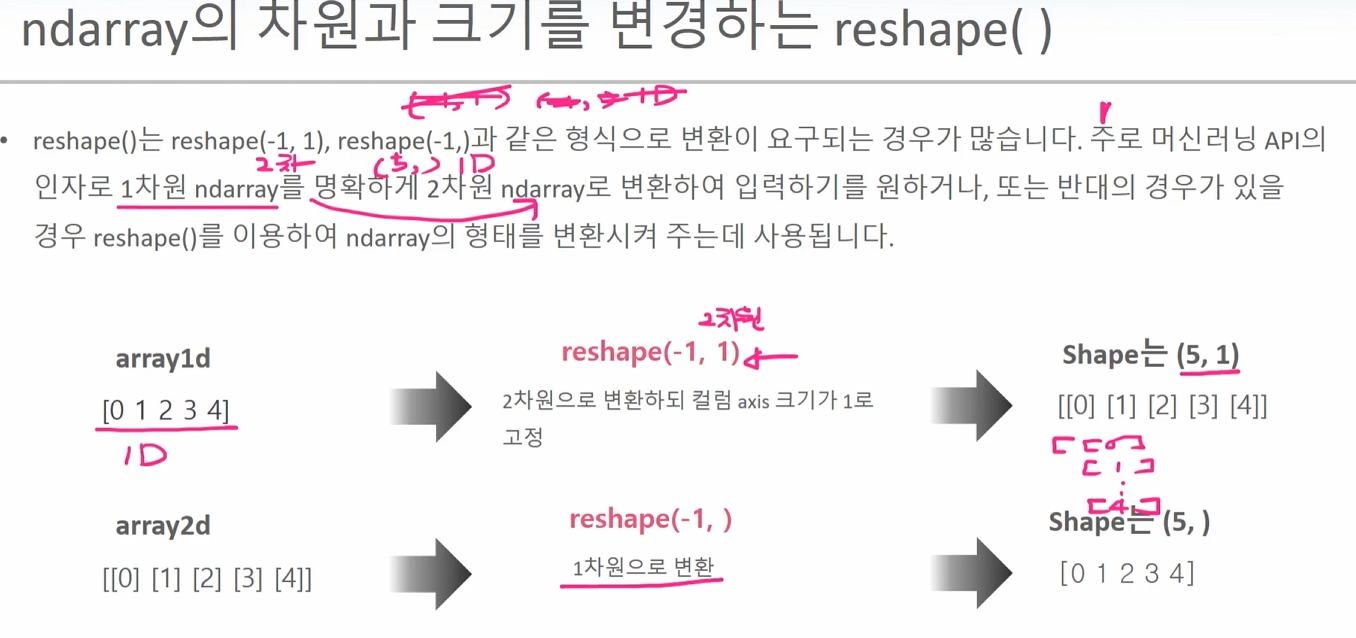 ndarray의 차원과 크기를 변경하는 reshape( )
• reshape()는 reshape(-1, 1), reshape(-1,)과 같은 형식으로 변환이 요구되는 경우가 많습니다. 주로 머신러닝 API의
2차 (5,) 1D
인자로 1차원 ndarray를 명확하게 2차원 ndarray로 변환하여 입력하기를 원하거나, 또는 반대의 경우가 있을
경우 reshape()를 이용하여 ndarray의 형태를 변환시켜 주는데 사용됩니다.
2차원
array1d
reshape(-1, 1)
Shape는 (5, 1)
[0 1 2 3 4]
2차원으로 변환하되 컬럼 axis 크기가 1로
고정
[[0] [1] [2] [3] [4]]
1D
[[0]
[1]
:
[4]
array2d
reshape(-1, )
Shape는 (5, )
[[0] [1] [2] [3] [4]]
1차원으로 변환
[0 1 2 3 4]